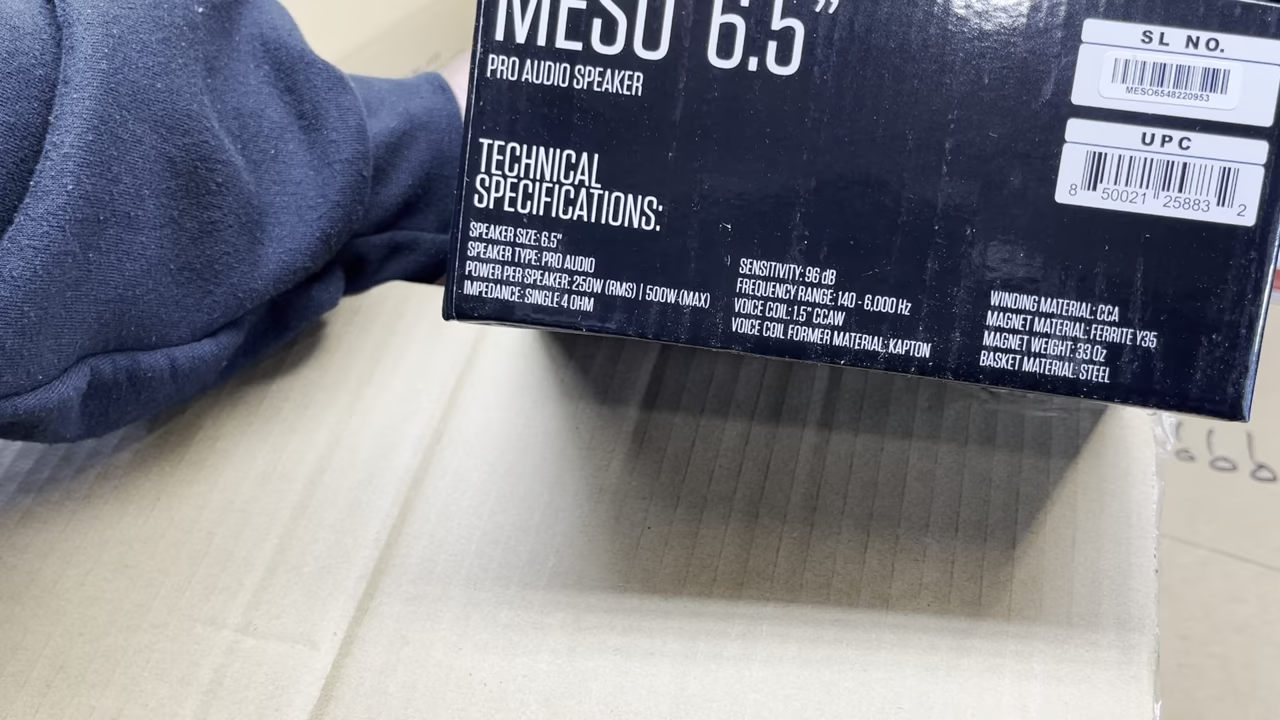 MESO 6.5"
PRO AUDIO SPEAKER
TECHNICAL
SPECIFICATIONS:
SPEAKER SIZE: 6.5"
SPEAKER TYPE: PRO AUDIO
POWER PER SPEAKER: 250W (RMS) | 500W (MAX)
IMPEDANCE: SINGLE 4 OHM
SENSITIVITY: 96 dB
FREQUENCY RANGE: 140 - 6,000 Hz
VOICE COIL: 1.5" CCAW
VOICE COIL FORMER MATERIAL: KAPTON
WINDING MATERIAL: CCA
MAGNET MATERIAL: FERRITE Y35
MAGNET WEIGHT: 33 Oz
BASKET MATERIAL: STEEL
SL NO.
MESO6548220953
UPC
8 50021 25883 2